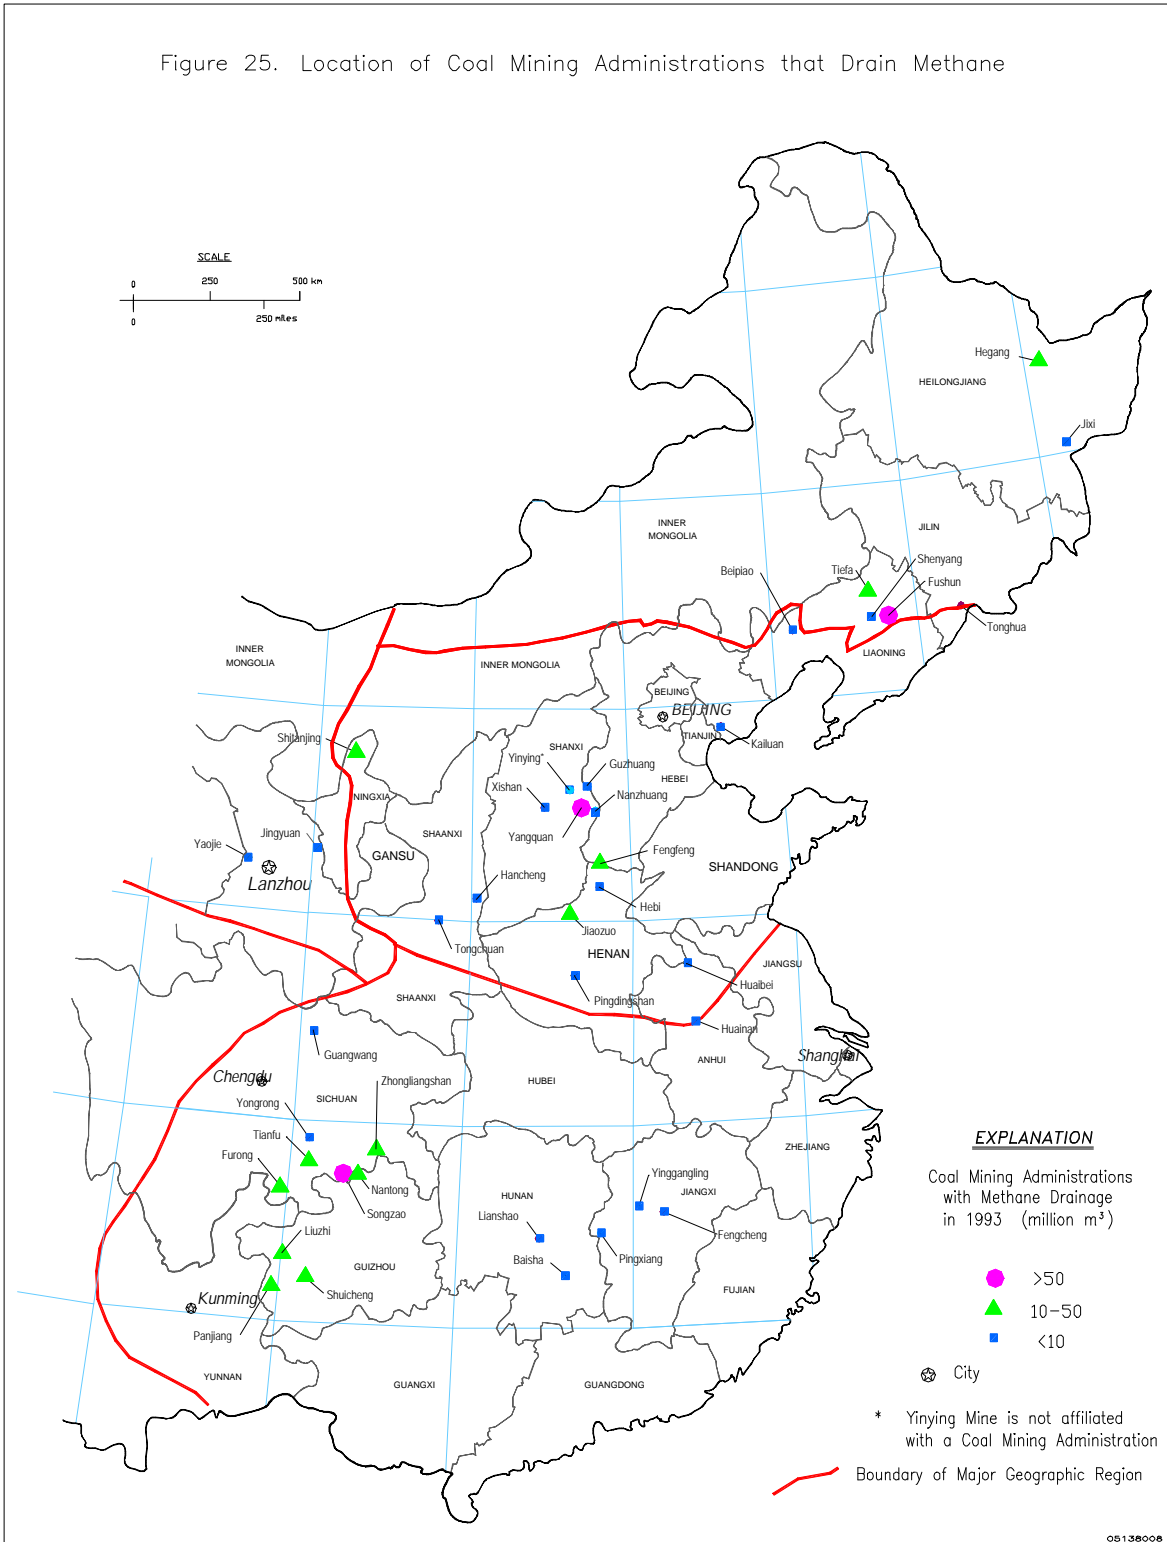 Figure 25. Location of Coal Mining Administrations that Drain Methane
SCALE
0 250 500 km
0 250 miles
Hegang
HEILONGJIANG
Jixi
INNER
MONGOLIA
JILIN
Shenyang
Beipiao
Tiefa
Fushun
Tonghua
LIAONING
INNER
MONGOLIA
INNER MONGOLIA
BEIJING
BEIJING
TIANJIN
Kailuan
Shitanjing
SHANXI
Yinying*
Guzhuang
HEBEI
Xishan
Nanzhuang
NINGXIA
Yangquan
Jingyuan
SHAANXI
Yaojie
GANSU
Fengfeng
SHANDONG
Lanzhou
Hancheng
Hebi
Jiaozuo
Tongchuan
HENAN
JIANGSU
Huaibei
SHAANXI
Pingdingshan
Huainan
Guangwang
Shanghai
ANHUI
Chengdu
Zhongliangshan
HUBEI
Yongrong
SICHUAN
Tianfu
ZHEJIANG
Furong
Nantong
Yinggangling
HUNAN
JIANGXI
Songzao
Lianshao
Fengcheng
Liuzhi
Baisha
Pingxiang
GUIZHOU
Shuicheng
FUJIAN
Kunming
Panjiang
YUNNAN
GUANGXI
GUANGDONG
EXPLANATION
Coal Mining Administrations
with Methane Drainage
in 1993 (million m³)
>50
10-50
<10
City
* Yinying Mine is not affiliated
with a Coal Mining Administration
Boundary of Major Geographic Region
05138008